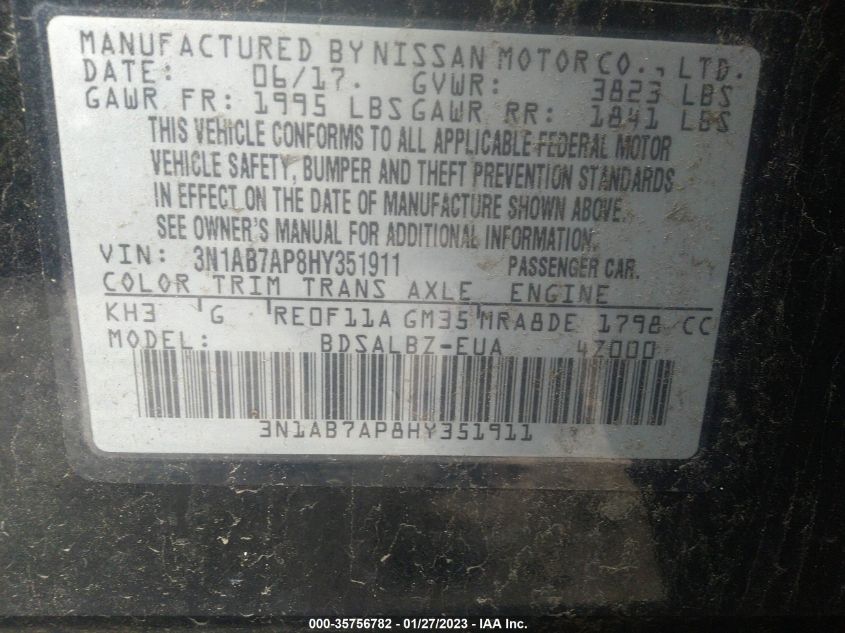 MANUFACTURED BY NISSAN MOTOR CO., LTD.
DATE: 06/17. GVWR: 3823 LBS
GAWR FR: 1995 LBS GAWR RR: 1841 LBS
THIS VEHICLE CONFORMS TO ALL APPLICABLE FEDERAL MOTOR
VEHICLE SAFETY, BUMPER AND THEFT PREVENTION STANDARDS
IN EFFECT ON THE DATE OF MANUFACTURE SHOWN ABOVE.
SEE OWNER'S MANUAL FOR ADDITIONAL INFORMATION.
VIN: 3N1AB7AP8HY351911 PASSENGER CAR.
COLOR TRIM TRANS AXLE ENGINE
KH3 G RE0F11A GM35 MRA8DE 1798 CC
MODEL: BDSALBZ-EUA 4Z000
3N1AB7AP8HY351911
000-35756782 - 01/27/2023 - IAA Inc.